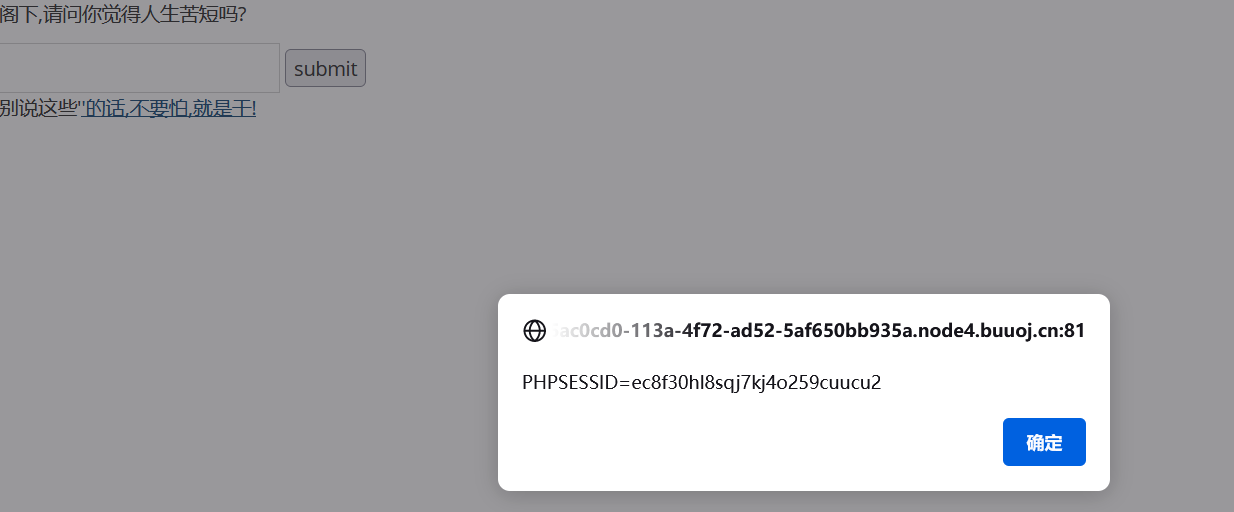 阁下,请问你觉得人生苦短吗?
submit
别说这些''的话,不要怕,就是干!
ac0cd0-113a-4f72-ad52-5af650bb935a.node4.buuoj.cn:81
PHPSESSID=ec8f30hl8sqj7kj4o259cuucu2
确定